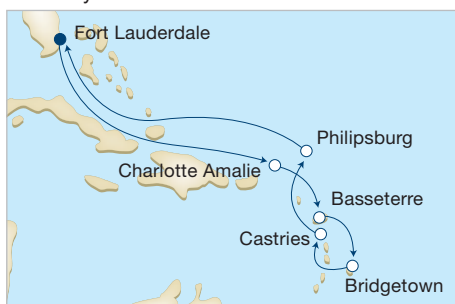 Fort Lauderdale
Philipsburg
Charlotte Amalie
Basseterre
Castries
Bridgetown